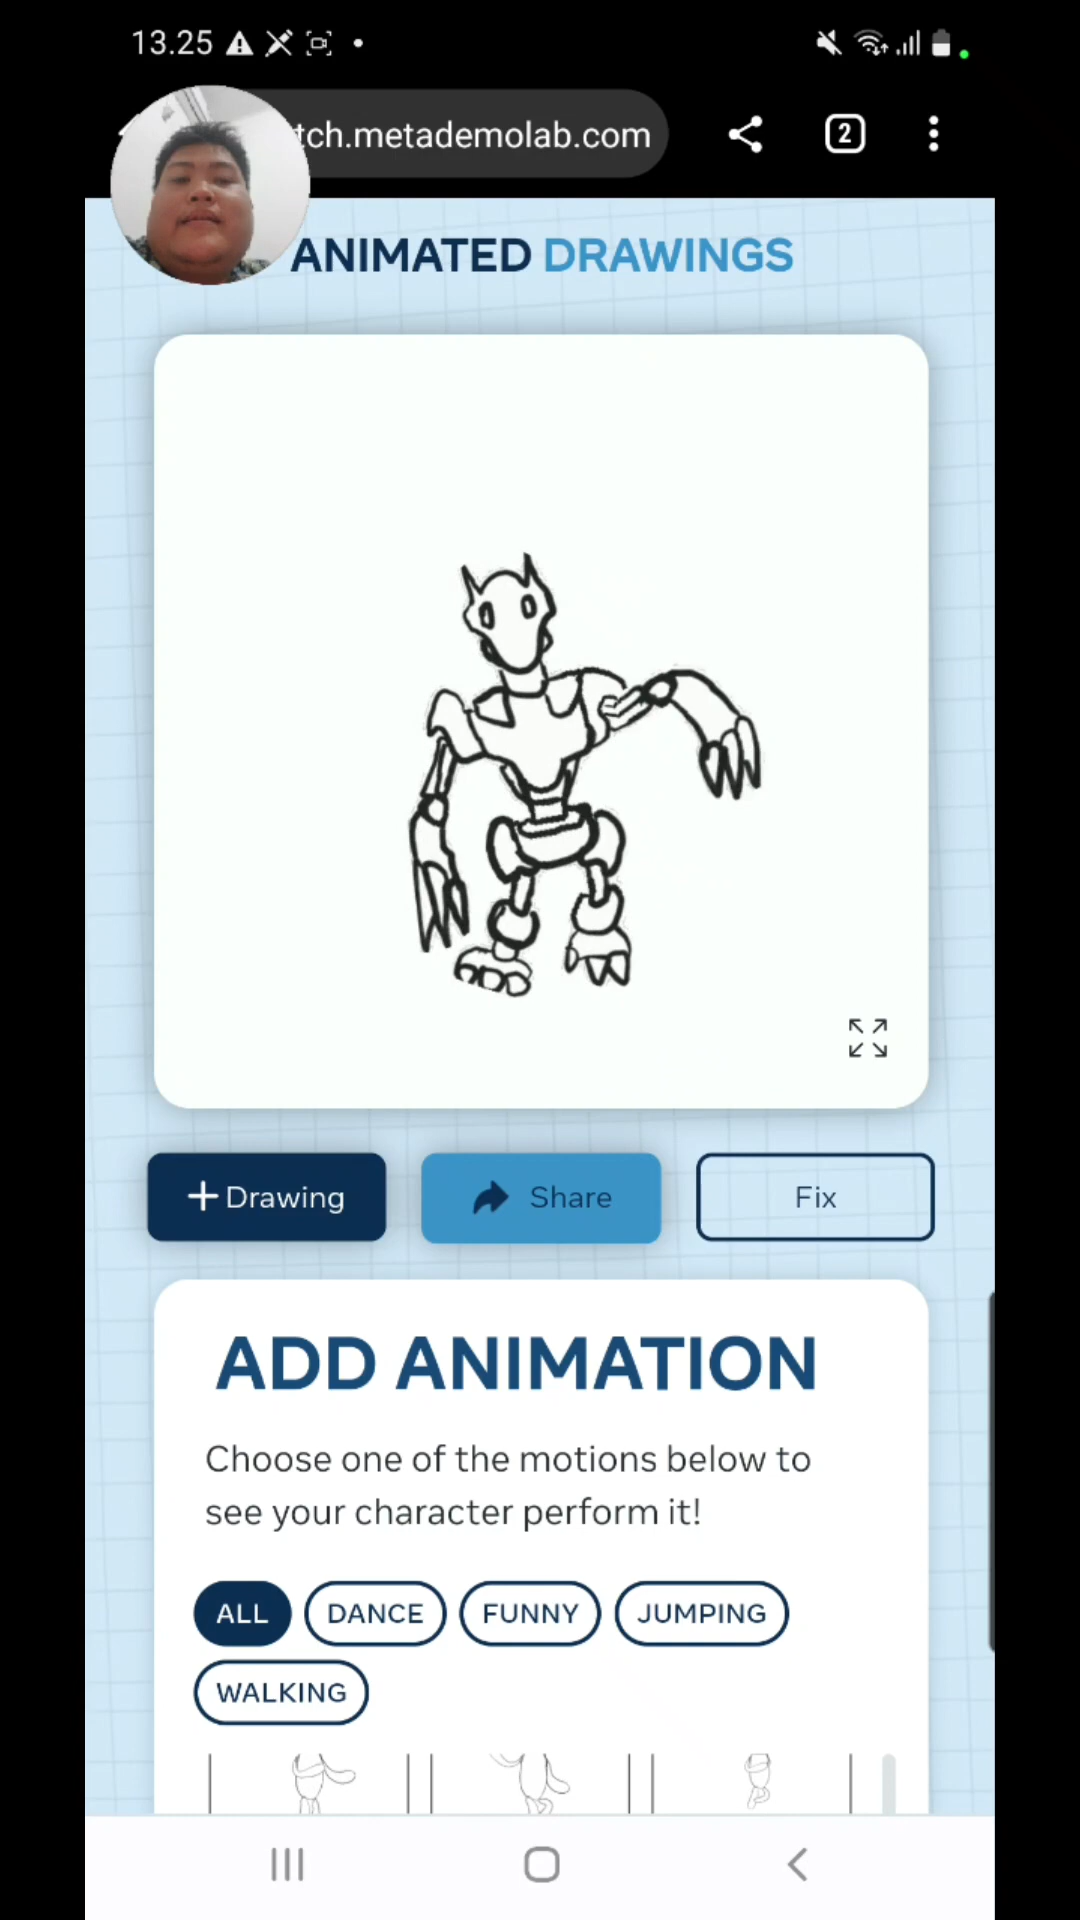 13.25
tch.metademolab.com
2
ANIMATED DRAWINGS
+Drawing
Share
Fix
ADD ANIMATION
Choose one of the motions below to
see your character perform it!
ALL
DANCE
FUNNY
JUMPING
WALKING